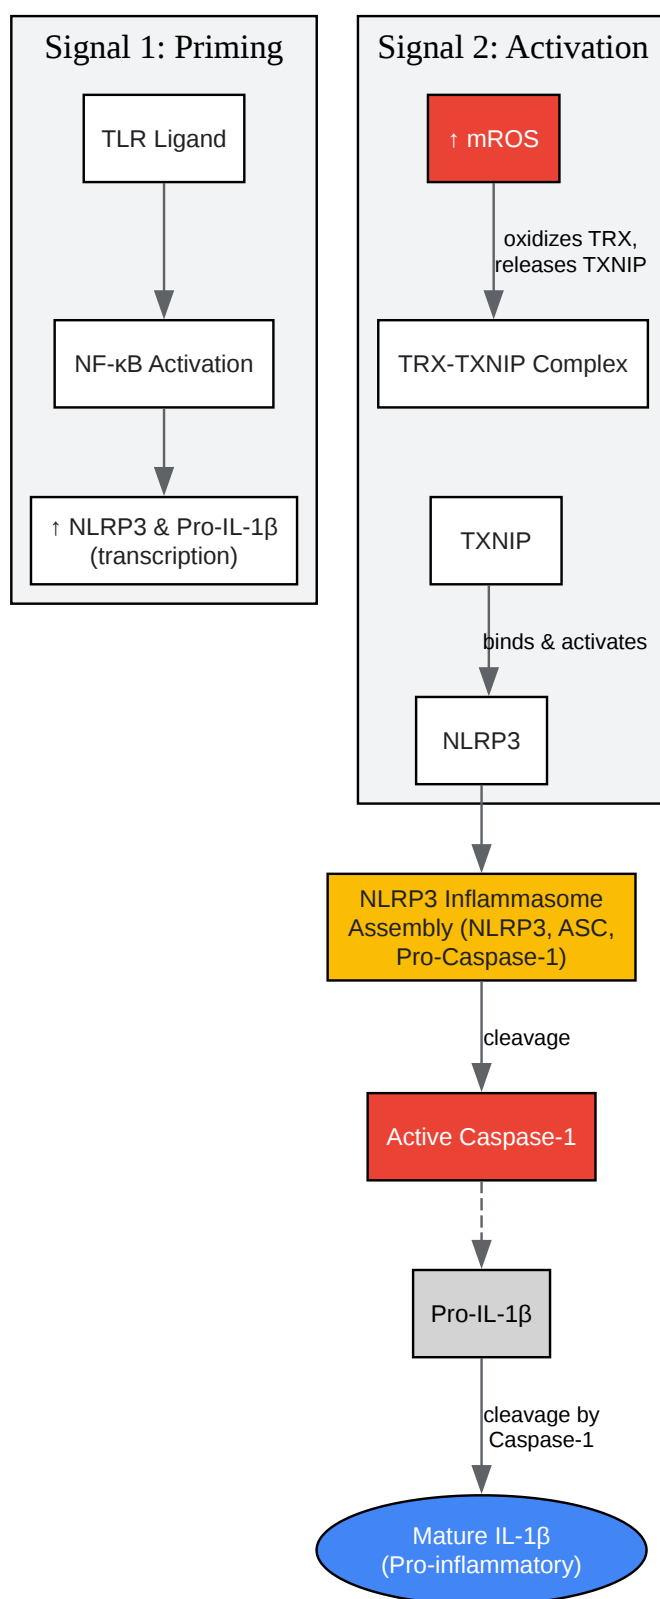 Signal 1: Priming
TLR Ligand
NF-κB Activation
↑ NLRP3 & Pro-IL-1β
(transcription)
Signal 2: Activation
↑ mROS
oxidizes TRX,
releases TXNIP
TRX-TXNIP Complex
TXNIP
binds & activates
NLRP3
NLRP3 Inflammasome
Assembly (NLRP3, ASC,
Pro-Caspase-1)
cleavage
Active Caspase-1
Pro-IL-1β
cleavage by
Caspase-1
Mature IL-1β
(Pro-inflammatory)